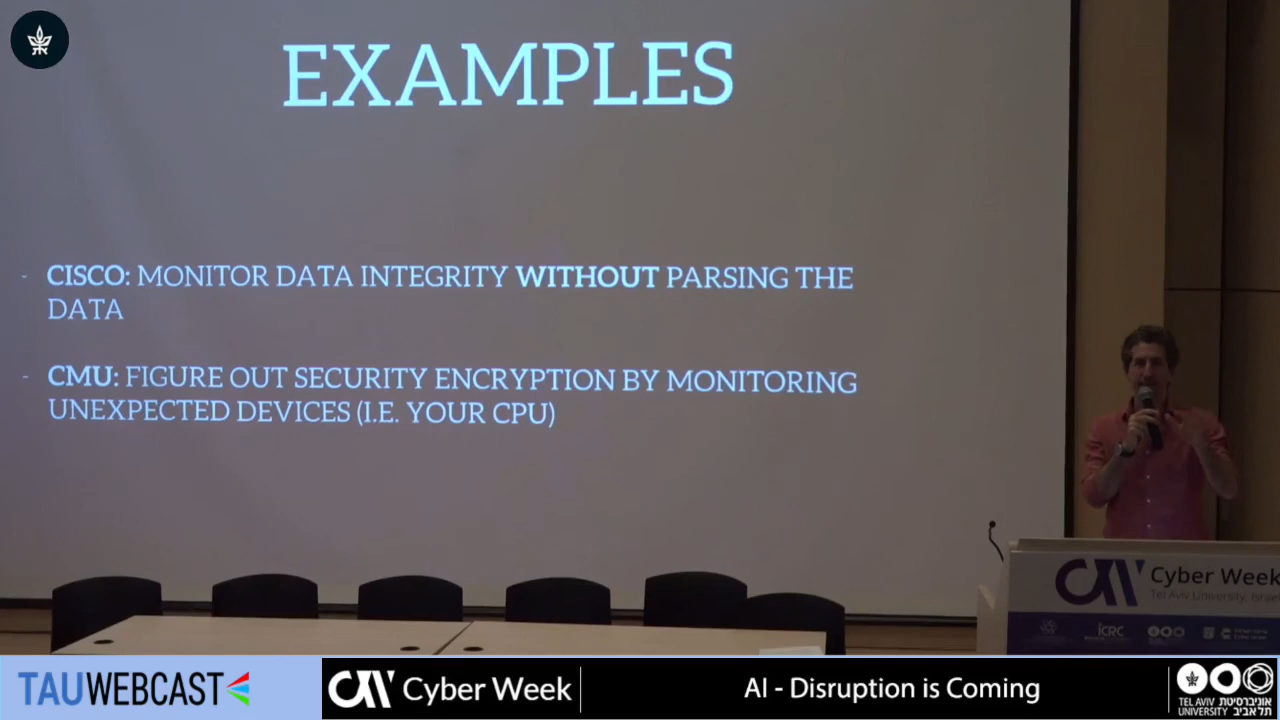 EXAMPLES
- CISCO: MONITOR DATA INTEGRITY WITHOUT PARSING THE
DATA
- CMU: FIGURE OUT SECURITY ENCRYPTION BY MONITORING
UNEXPECTED DEVICES (I.E. YOUR CPU)
Cyber Week
Tel Aviv University, Israel
ICRC
TAUWEBCAST
Cyber Week
AI - Disruption is Coming
TEL AVIV אוניברסיטת
UNIVERSITY תל אביב